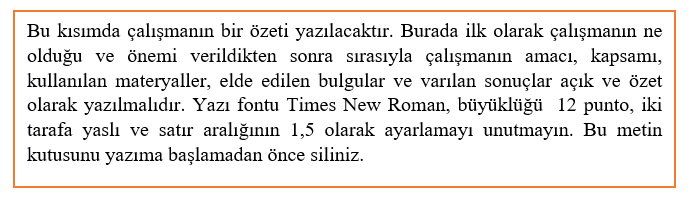 Bu kısımda çalışmanın bir özeti yazılacaktır. Burada ilk olarak çalışmanın ne
olduğu ve önemi verildikten sonra sırasıyla çalışmanın amacı, kapsamı,
kullanılan materyaller, elde edilen bulgular ve varılan sonuçlar açık ve özet
olarak yazılmalıdır. Yazı fontu Times New Roman, büyüklüğü  12 punto, iki
tarafa yaslı ve satır aralığının 1,5 olarak ayarlamayı unutmayın. Bu metin
kutusunu yazıma başlamadan önce siliniz.